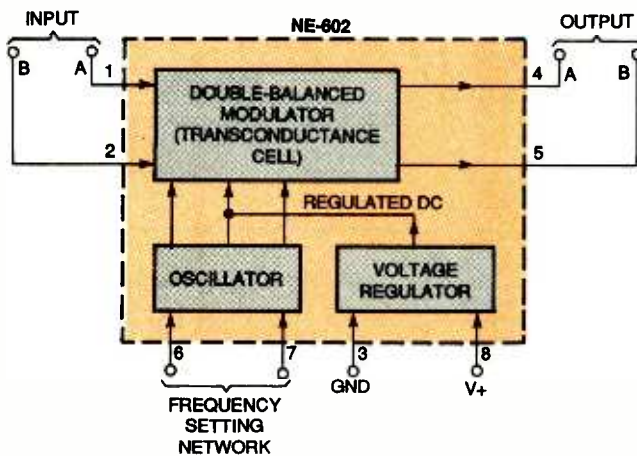 INPUT
NE-602
OUTPUT
B
A
1
4
A
B
DOUBLE-BALANCED
MODULATOR
(TRANSCONDUCTANCE
CELL)
2
5
REGULATED DC
OSCILLATOR
VOLTAGE
REGULATOR
6
7
3
8
GND
V+
FREQUENCY
SETTING
NETWORK